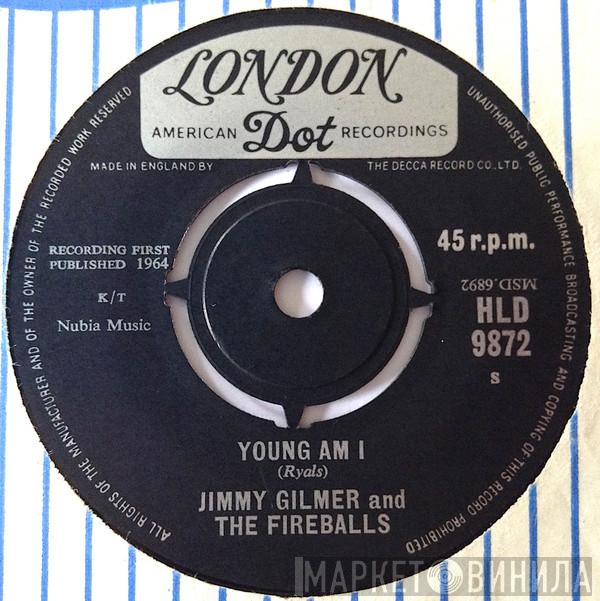 LONDON
AMERICAN Dot RECORDINGS
MADE IN ENGLAND BY
THE DECCA RECORD CO., LTD.
ALL RIGHTS OF THE MANUFACTURER AND OF THE OWNER OF THE RECORDED WORK RESERVED
UNAUTHORISED PUBLIC PERFORMANCE BROADCASTING AND COPYING OF THIS RECORD PROHIBITED
RECORDING FIRST
PUBLISHED 1964
K/T
Nubia Music
45 r.p.m.
MSD.6892
HLD
9872
S
YOUNG AM I
(Ryals)
JIMMY GILMER and
THE FIREBALLS
МАРКЕТ ВИНИЛА